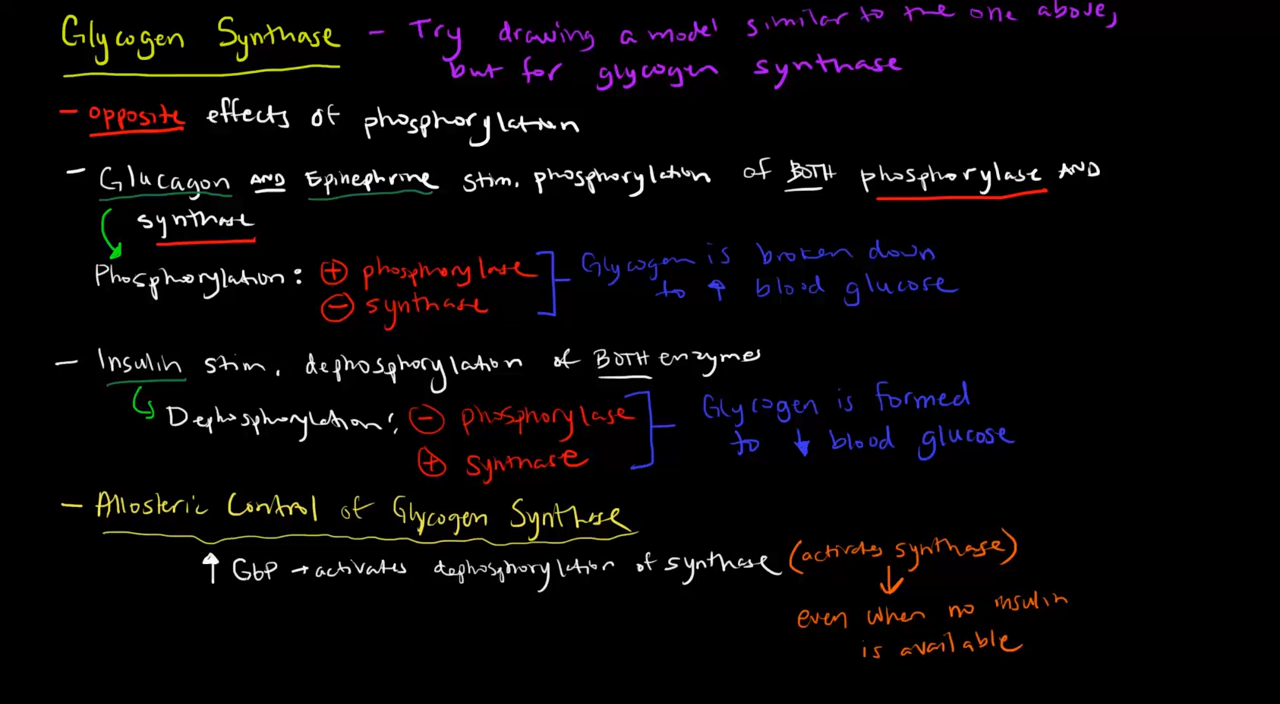 Glycogen Synthase - Try drawing a model similar to the one above,
but for glycogen synthase
- opposite effects of phosphorylation
- Glucagon AND Epinephrine stim. phosphorylation of BOTH phosphorylase AND
synthase
Phosphorylation: + phosphorylase
- synthase
Glycogen is broken down
to ↑ blood glucose
- Insulin stim. dephosphorylation of BOTH enzymes
Dephosphorylation: - phosphorylase
+ synthase
Glycogen is formed
to ↓ blood glucose
- Allosteric Control of Glycogen Synthase
↑ G6P → activates dephosphorylation of synthase (activates synthase)
↓
even when no insulin
is available